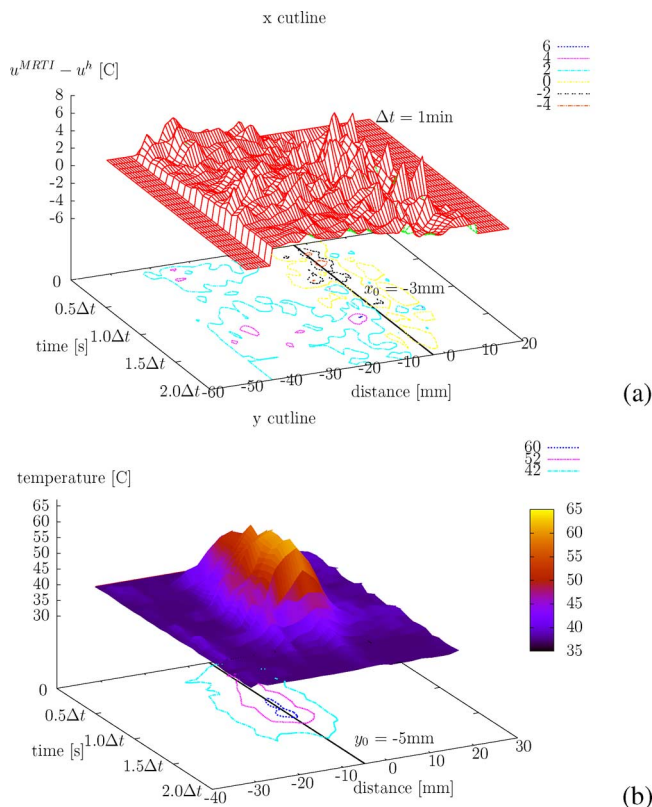 x cutline
u^MRTI − u^h [C]
6
4
2
0
-2
-4
8
6
4
2
0
-2
-4
-6
Δt = 1min
x₀ = -3mm
0
0.5Δt
1.0Δt
1.5Δt
2.0Δt
time [s]
-60
-50
-40
-30
-20
-10
0
10
20
distance [mm]
(a)
y cutline
60
52
42
temperature [C]
65
60
55
50
45
40
35
30
65
60
55
50
45
40
35
y₀ = -5mm
0
0.5Δt
1.0Δt
1.5Δt
2.0Δt
time [s]
-40
-30
-20
-10
0
10
20
30
distance [mm]
(b)